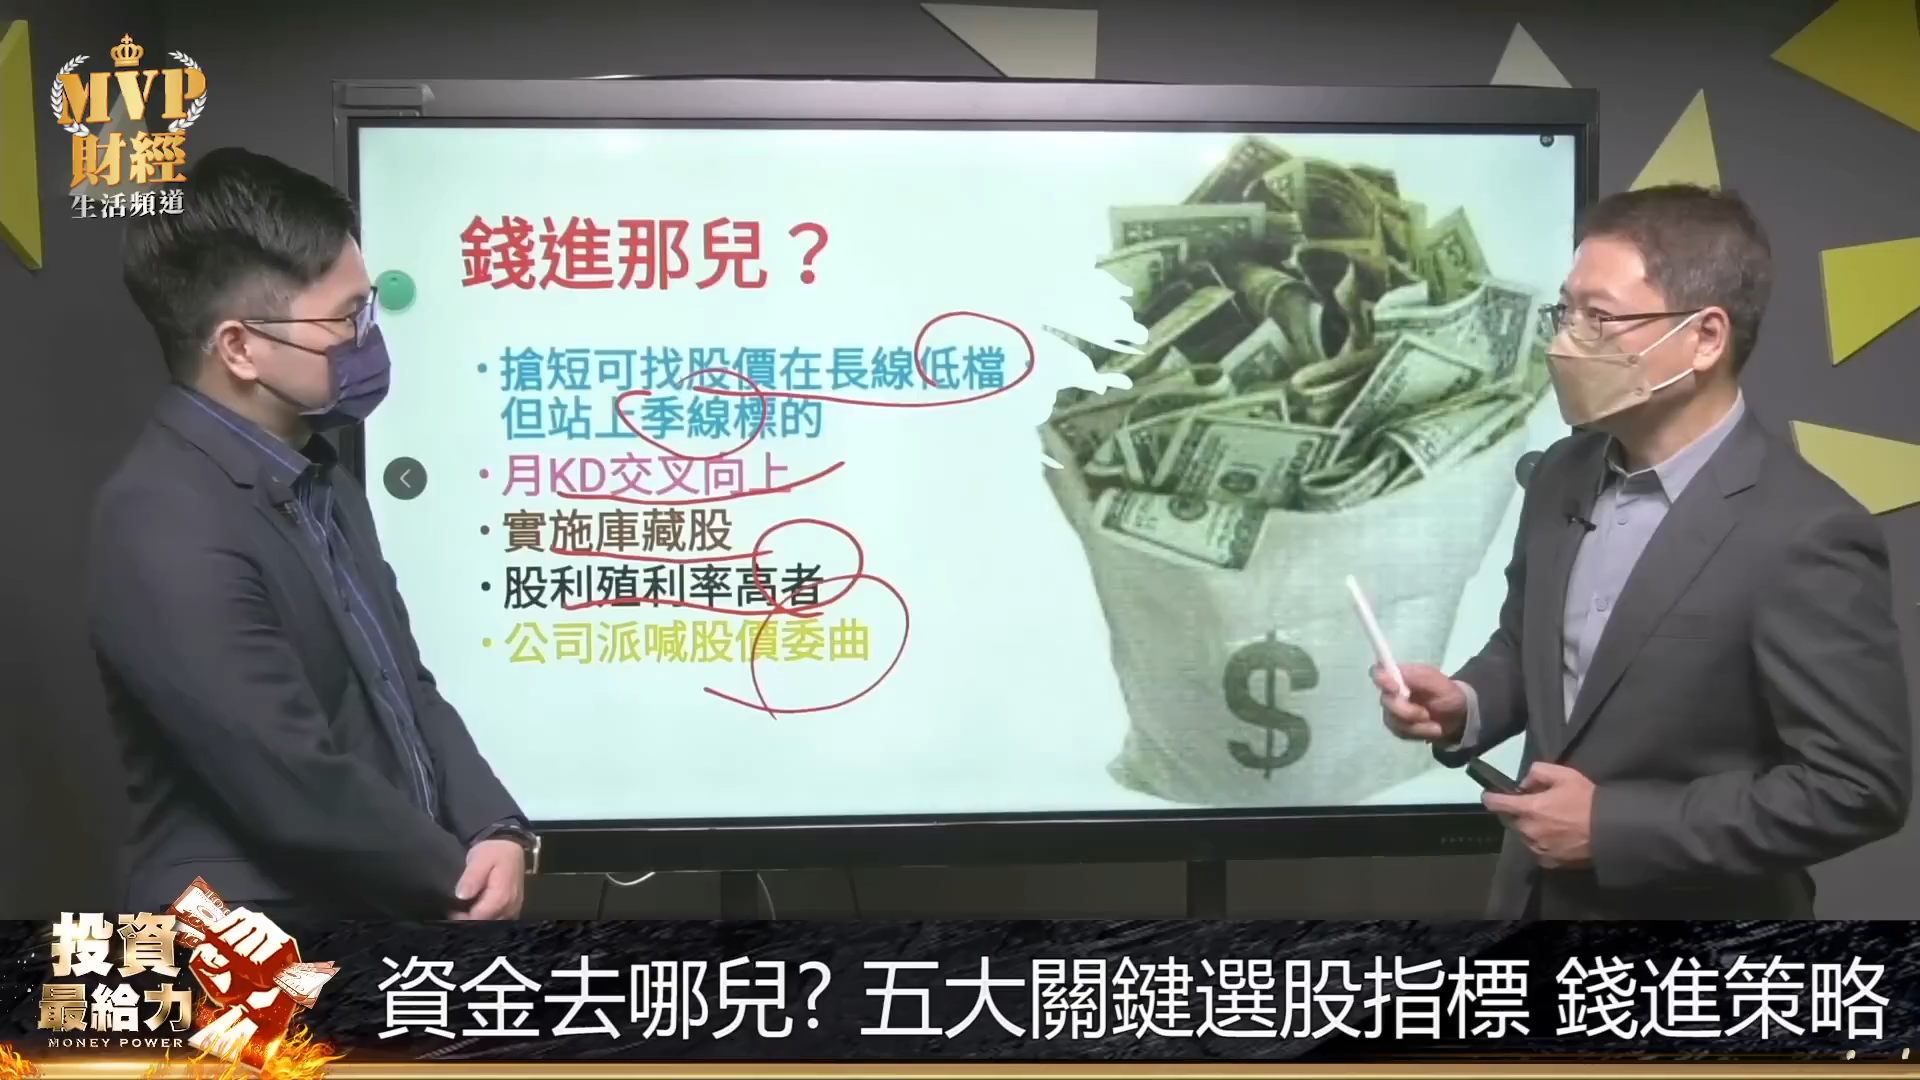 MVP
財經
生活頻道
錢進那兒？
·搶短可找股價在長線低檔，
但站上季線標的
·月KD交叉向上
·實施庫藏股
·股利殖利率高者
·公司派喊股價委曲
$
投資
最給力
MONEY POWER
資金去哪兒? 五大關鍵選股指標 錢進策略